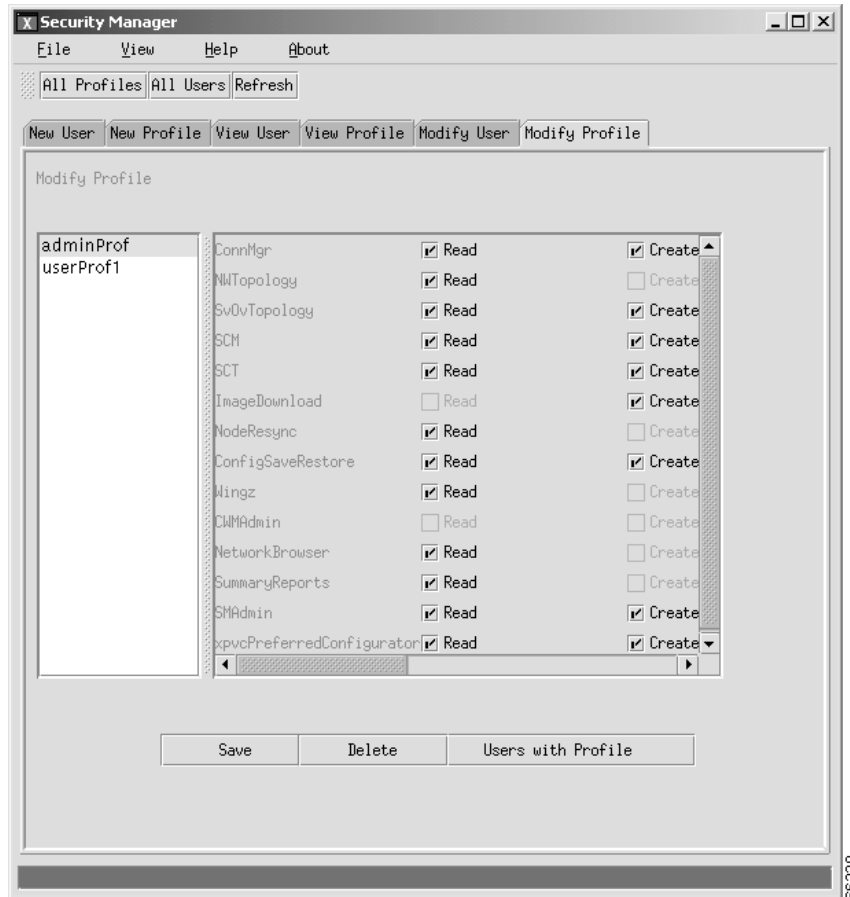 X Security Manager
File View Help About
All Profiles All Users Refresh
New User New Profile View User View Profile Modify User Modify Profile
Modify Profile
adminProf
userProf1
ConnMgr Read Create
NWTopology Read Create
SvOvTopology Read Create
SCM Read Create
SCT Read Create
ImageDownload Read Create
NodeResync Read Create
ConfigSaveRestore Read Create
Wingz Read Create
CWMAdmin Read Create
NetworkBrowser Read Create
SummaryReports Read Create
SMAdmin Read Create
xpvcPreferredConfigurator Read Create
Save Delete Users with Profile